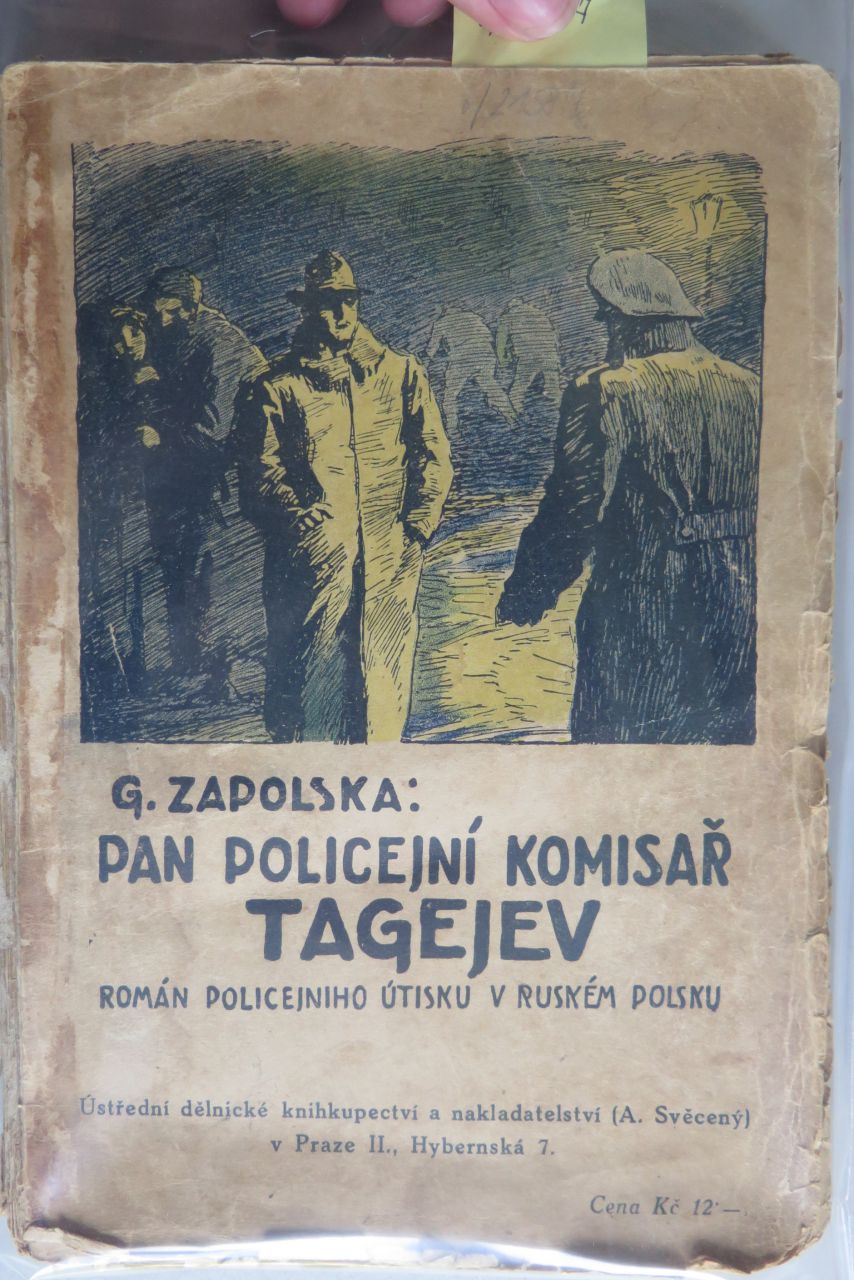 G. ZAPOLSKA:
PAN POLICEJNÍ KOMISAŘ
TAGEJEV
ROMÁN POLICEJNIHO ÚTISKU V RUSKÉM POLSKU
Ústřední dělnické knihkupectví a nakladatelství (A. Svěcený)
v Praze II., Hybernská 7.
Cena Kč 12·—.